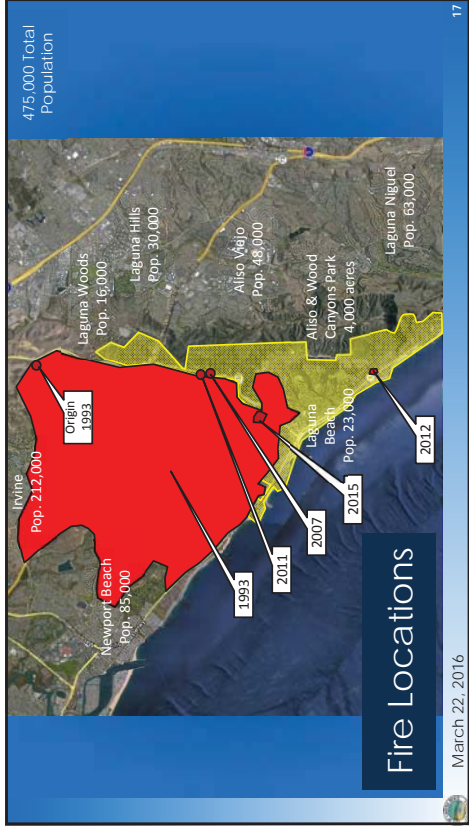 475,000 Total
Population
Irvine
Pop. 212,000
Origin
1993
Laguna Woods
Pop. 16,000
Laguna Hills
Pop. 30,000
Newport Beach
Pop. 85,000
Aliso Viejo
Pop. 48,000
Aliso & Wood
Canyons Park
4,000 acres
Laguna Niguel
Pop. 63,000
Laguna
Beach
Pop. 23,000
1993
2011
2007
2015
2012
Fire Locations
March 22, 2016
17